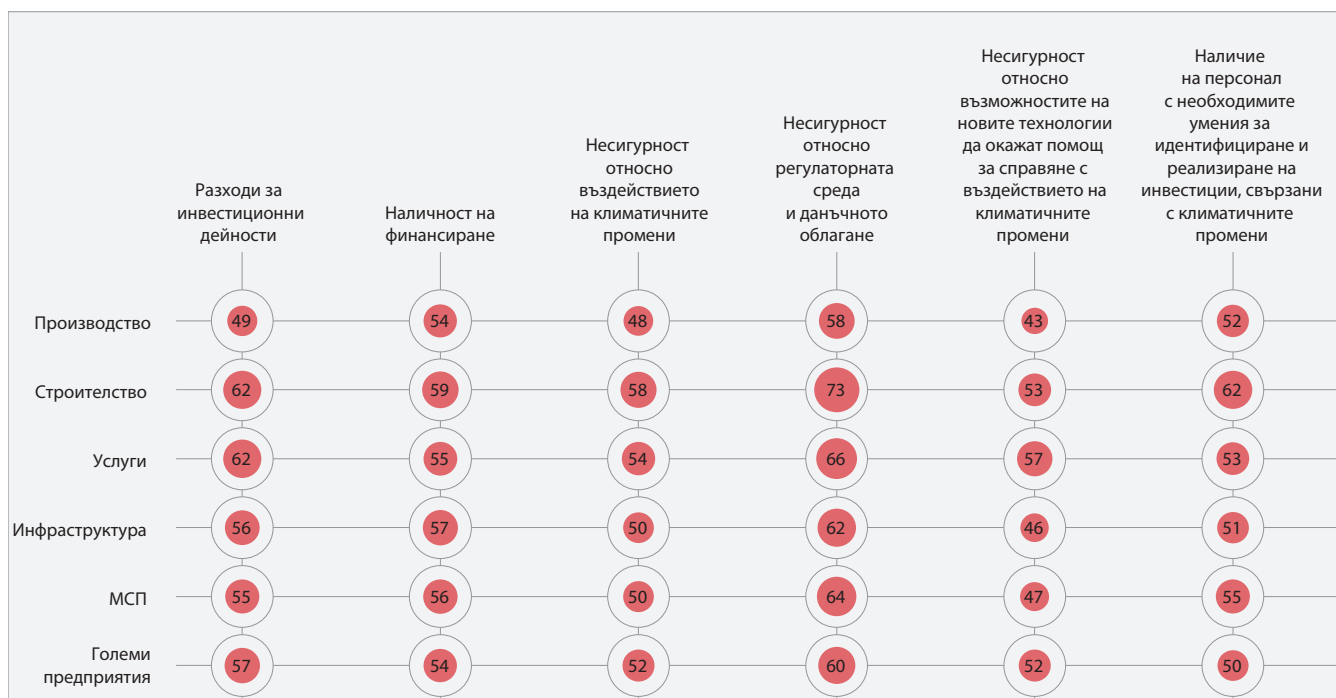 Разходи за
инвестиционни
дейности
Наличност на
финансиране
Несигурност
относно
въздействието
на климатичните
промени
Несигурност
относно
регулаторната
среда
и данъчното
облагане
Несигурност
относно
възможностите на
новите технологии
да окажат помощ
за справяне с
въздействието на
климатичните
промени
Наличие
на персонал
с необходимите
умения за
идентифициране и
реализиране на
инвестиции, свързани
с климатичните
промени
Производство 49 54 48 58 43 52
Строителство 62 59 58 73 53 62
Услуги 62 55 54 66 57 53
Инфраструктура 56 57 50 62 46 51
МСП 55 56 50 64 47 55
Големи
предприятия 57 54 52 60 52 50